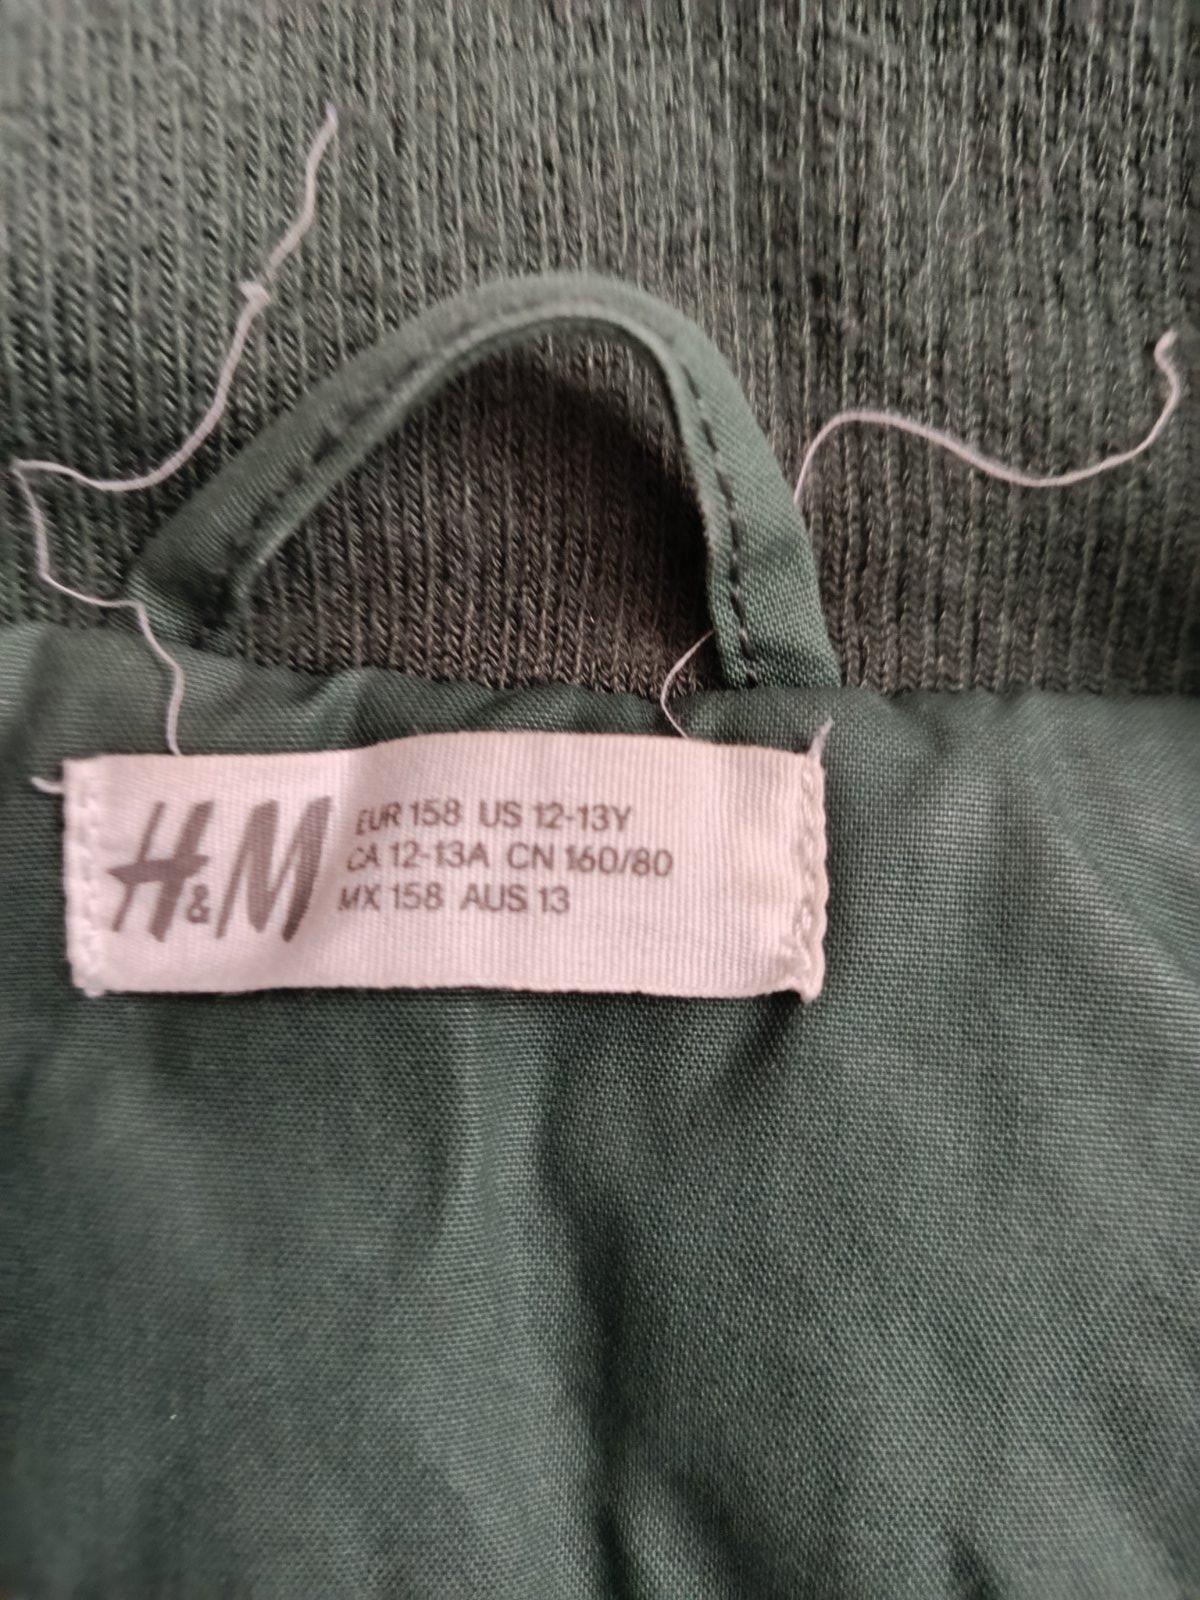 H&M
EUR 158 US 12-13Y
CA 12-13A CN 160/80
MX 158 AUS 13